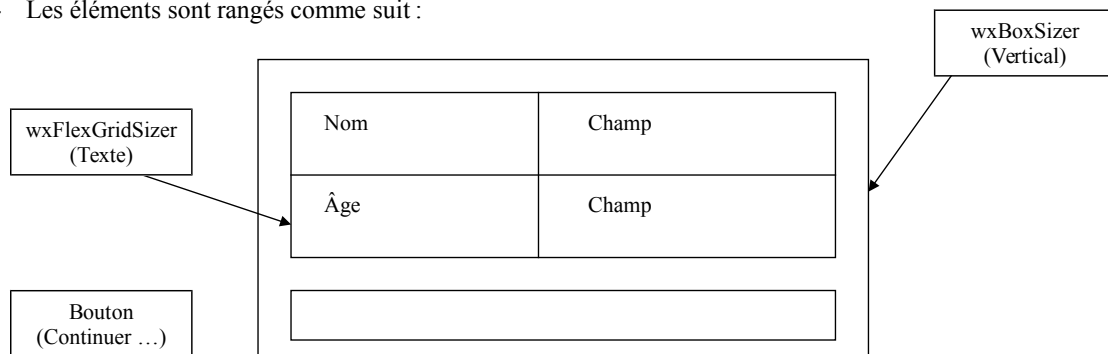 - Les éléments sont rangés comme suit :
wxBoxSizer
(Vertical)
wxFlexGridSizer
(Texte)
Nom
Champ
Âge
Champ
Bouton
(Continuer …)